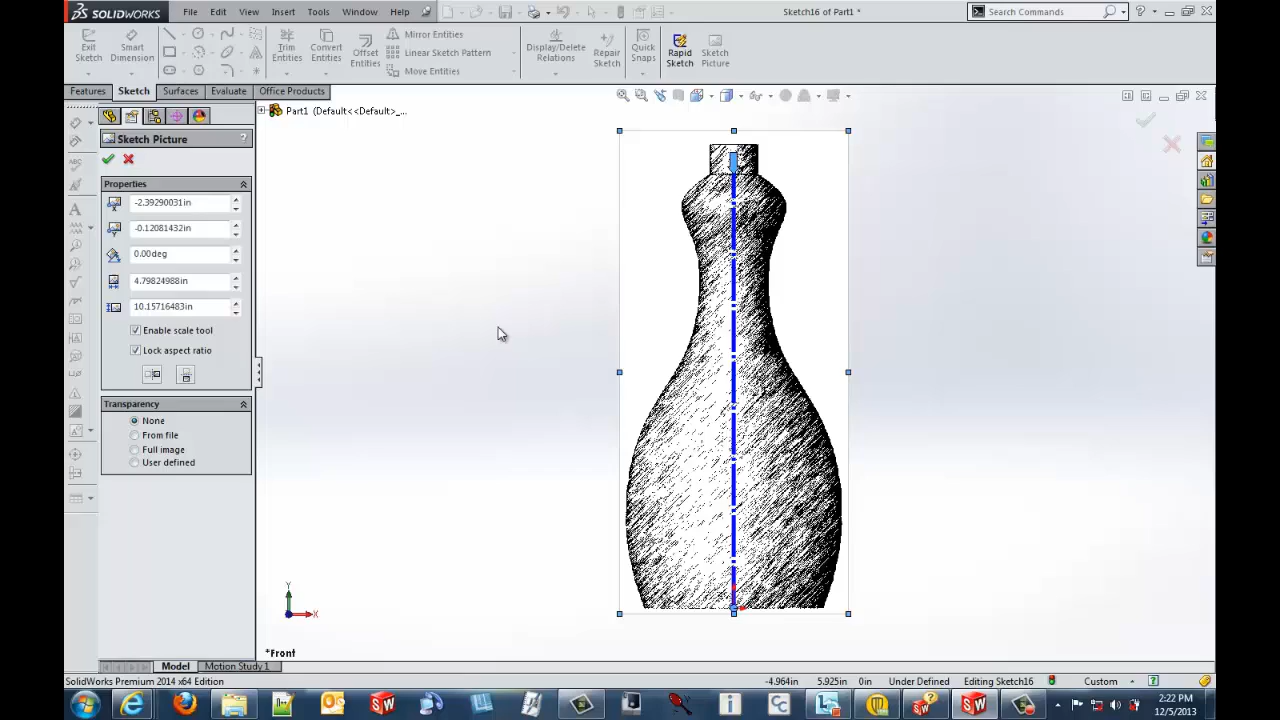 SOLIDWORKS
File
Edit
View
Insert
Tools
Window
Help
Sketch16 of Part1 *
Search Commands
Exit
Sketch
Smart
Dimension
Trim
Entities
Convert
Entities
Offset
Entities
Mirror Entities
Linear Sketch Pattern
Move Entities
Display/Delete
Relations
Repair
Sketch
Quick
Snaps
Rapid
Sketch
Sketch
Picture
Features
Sketch
Surfaces
Evaluate
Office Products
Part1 (Default<<Default>_...
Sketch Picture
?
Properties
-2.39290031in
-0.12081432in
0.00deg
4.79824988in
10.15716483in
Enable scale tool
Lock aspect ratio
Transparency
None
From file
Full image
User defined
Y
X
*Front
Model
Motion Study 1
SolidWorks Premium 2014 x64 Edition
-4.964in
5.925in
0in
Under Defined
Editing Sketch16
Custom
2:22 PM
12/5/2013